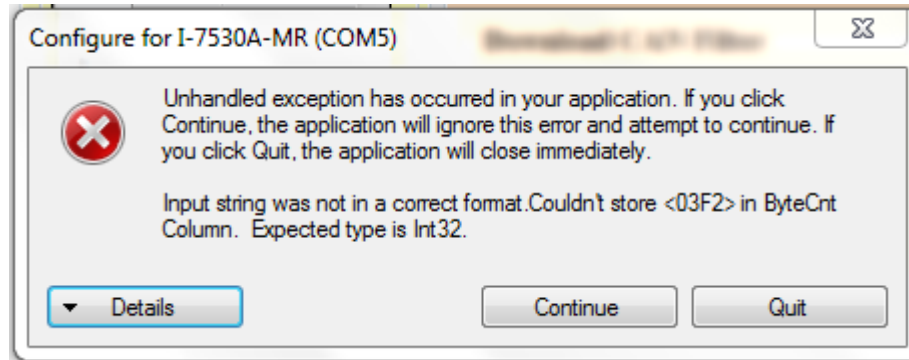 Configure for I-7530A-MR (COM5)
Unhandled exception has occurred in your application. If you click
Continue, the application will ignore this error and attempt to continue. If
you click Quit, the application will close immediately.
Input string was not in a correct format.Couldn't store <03F2> in ByteCnt
Column.  Expected type is Int32.
Details
Continue
Quit